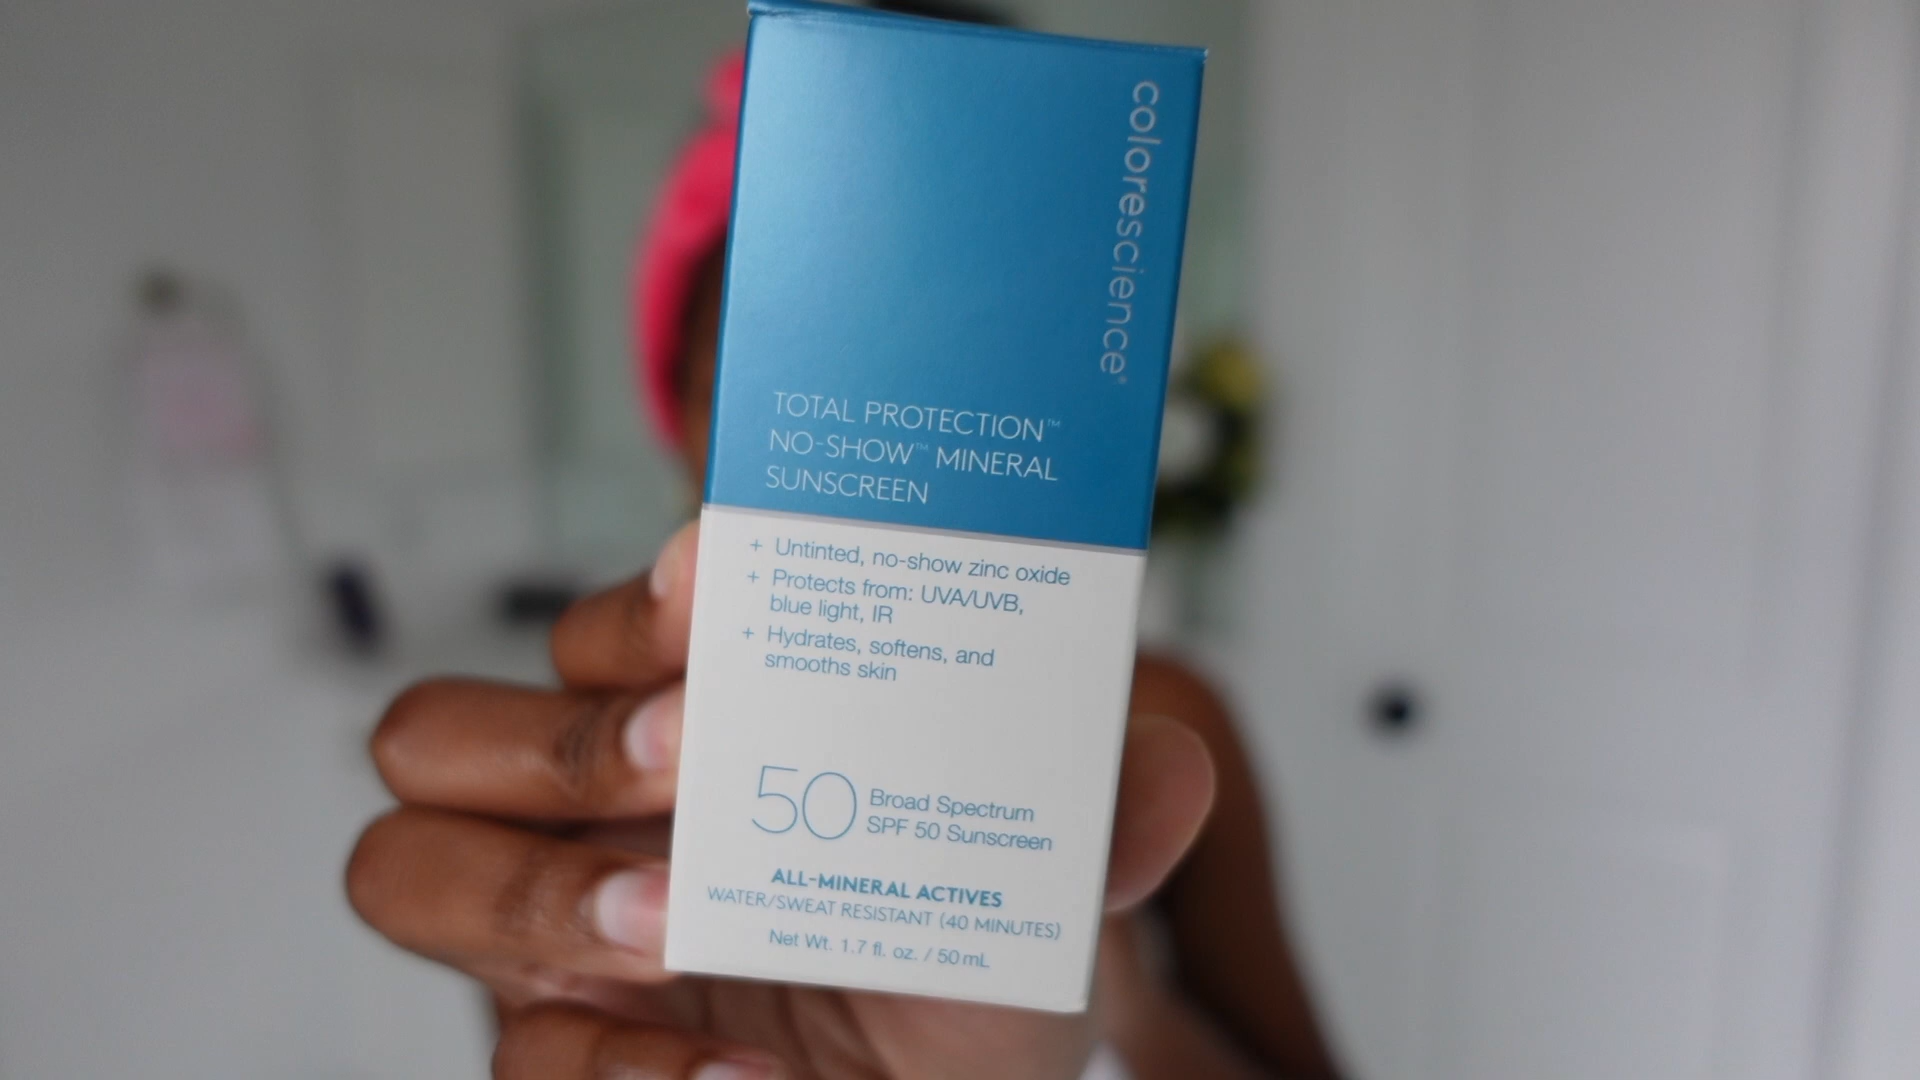 colorescience®
TOTAL PROTECTION™
NO-SHOW™ MINERAL
SUNSCREEN
+ Untinted, no-show zinc oxide
+ Protects from: UVA/UVB,
blue light, IR
+ Hydrates, softens, and
smooths skin
50
Broad Spectrum
SPF 50 Sunscreen
ALL-MINERAL ACTIVES
WATER/SWEAT RESISTANT (40 MINUTES)
Net Wt. 1.7 fl. oz. / 50 mL